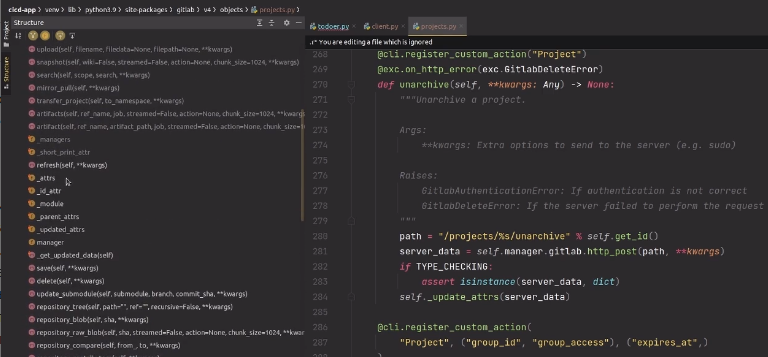 cicd-app > venv > lib > python3.9 > site-packages > gitlab > v4 > objects > projects.py
Project
Structure
Structure
upload(self, filename, filedata=None, filepath=None, **kwargs)
snapshot(self, wiki=False, streamed=False, action=None, chunk_size=1024, **kwargs)
search(self, scope, search, **kwargs)
mirror_pull(self, **kwargs)
transfer_project(self, to_namespace, **kwargs)
artifacts(self, ref_name, job, streamed=False, action=None, chunk_size=1024, **kwargs)
artifact(self, ref_name, artifact_path, job, streamed=False, action=None, chunk_size=
_managers
_short_print_attr
refresh(self, **kwargs)
_attrs
_id_attr
_module
_parent_attrs
_updated_attrs
manager
_get_updated_data(self)
save(self, **kwargs)
delete(self, **kwargs)
update_submodule(self, submodule, branch, commit_sha, **kwargs)
repository_tree(self, path="", ref="", recursive=False, **kwargs)
repository_blob(self, sha, **kwargs)
repository_raw_blob(self, sha, streamed=False, action=None, chunk_size=1024, **kwar
repository_compare(self, from_, to, **kwargs)
todoer.py client.py projects.py
.i* You are editing a file which is ignored
268 @cli.register_custom_action("Project")
269 @exc.on_http_error(exc.GitlabDeleteError)
270 def unarchive(self, **kwargs: Any) -> None:
271 """Unarchive a project.
272
273 Args:
274 **kwargs: Extra options to send to the server (e.g. sudo)
275
276 Raises:
277 GitlabAuthenticationError: If authentication is not correct
278 GitlabDeleteError: If the server failed to perform the request
279 """
280 path = "/projects/%s/unarchive" % self.get_id()
281 server_data = self.manager.gitlab.http_post(path, **kwargs)
282 if TYPE_CHECKING:
283 assert isinstance(server_data, dict)
284 self._update_attrs(server_data)
285
286 @cli.register_custom_action(
287 "Project", ("group_id", "group_access"), ("expires_at",)